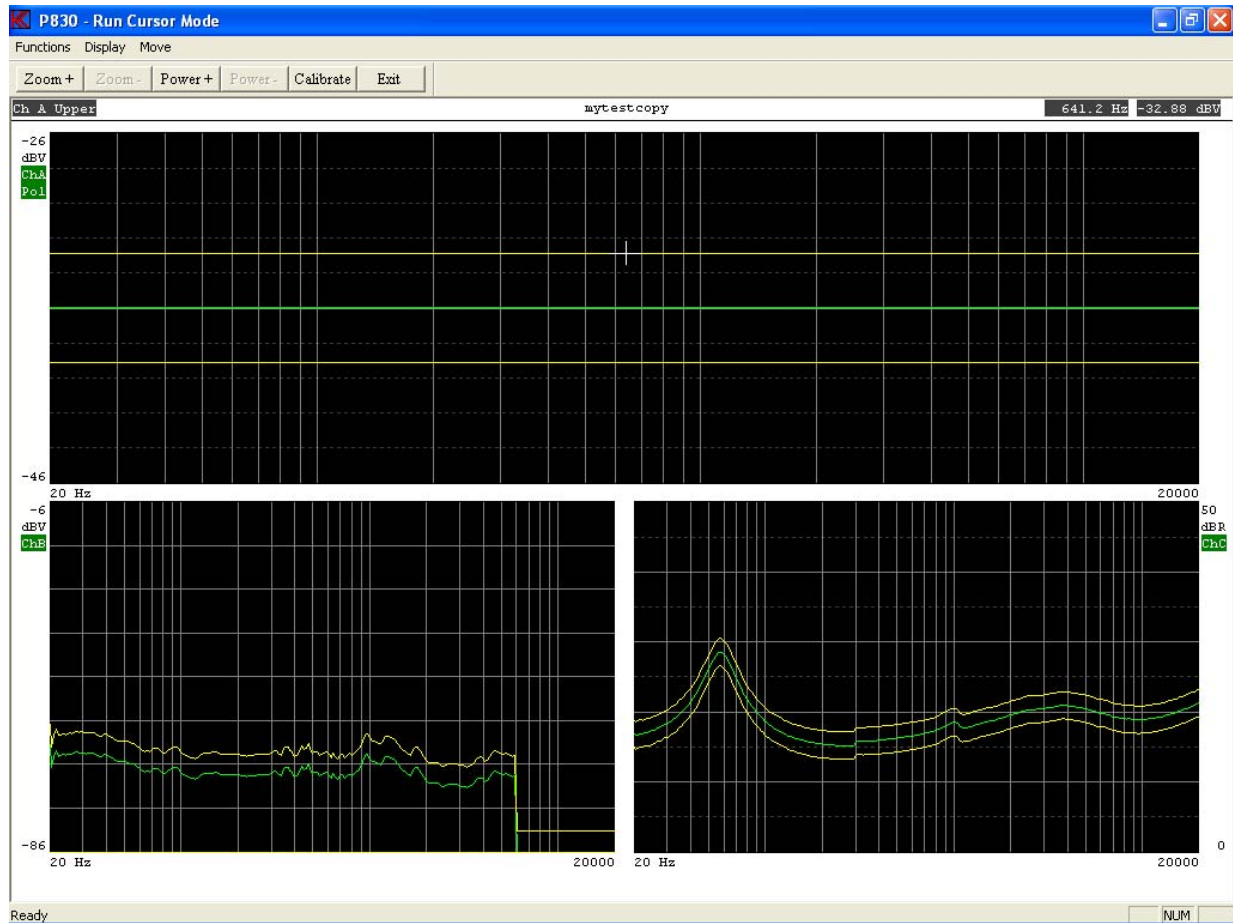 P830 - Run Cursor Mode
Functions Display Move
Zoom + Zoom - Power + Power - Calibrate Exit
Ch A Upper mytestcopy 641.2 Hz -32.88 dBV
-26
dBV
ChA
Pol
-46
20 Hz 20000
-6
dBV
ChB
-86
20 Hz 20000
50
dBR
ChC
0
20 Hz 20000
Ready NUM